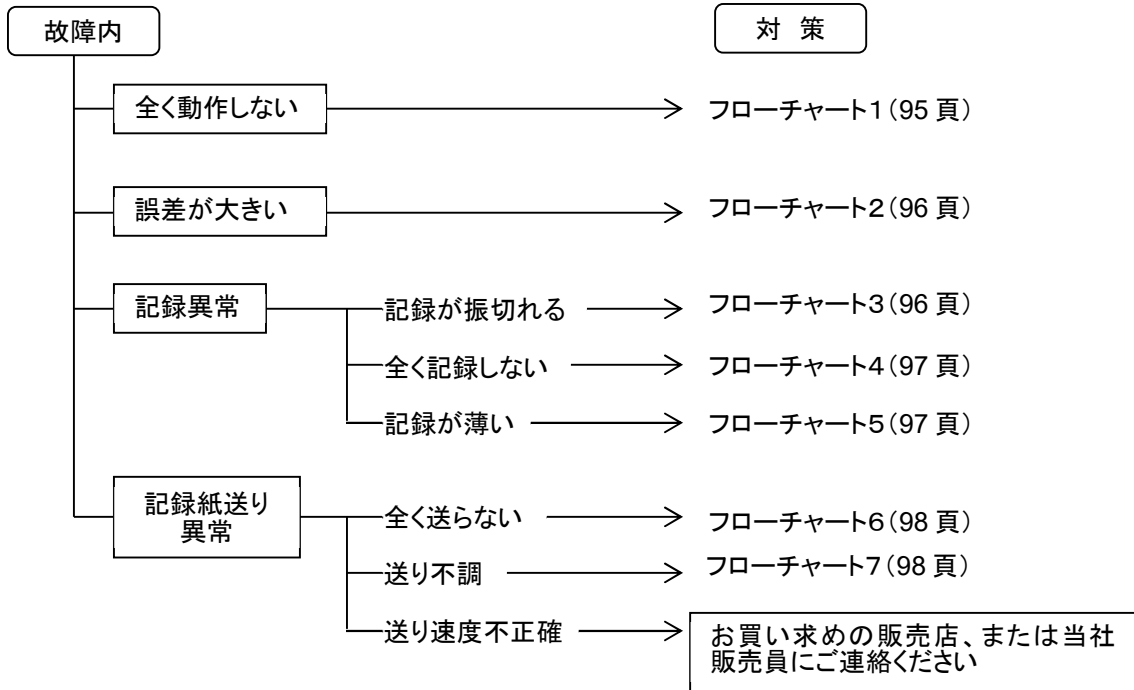 故障内
対 策
全く動作しない
フローチャート1(95 頁)
誤差が大きい
フローチャート2(96 頁)
記録異常
記録が振切れる
フローチャート3(96 頁)
全く記録しない
フローチャート4(97 頁)
記録が薄い
フローチャート5(97 頁)
記録紙送り
異常
全く送らない
フローチャート6(98 頁)
送り不調
フローチャート7(98 頁)
送り速度不正確
お買い求めの販売店、または当社
販売員にご連絡ください